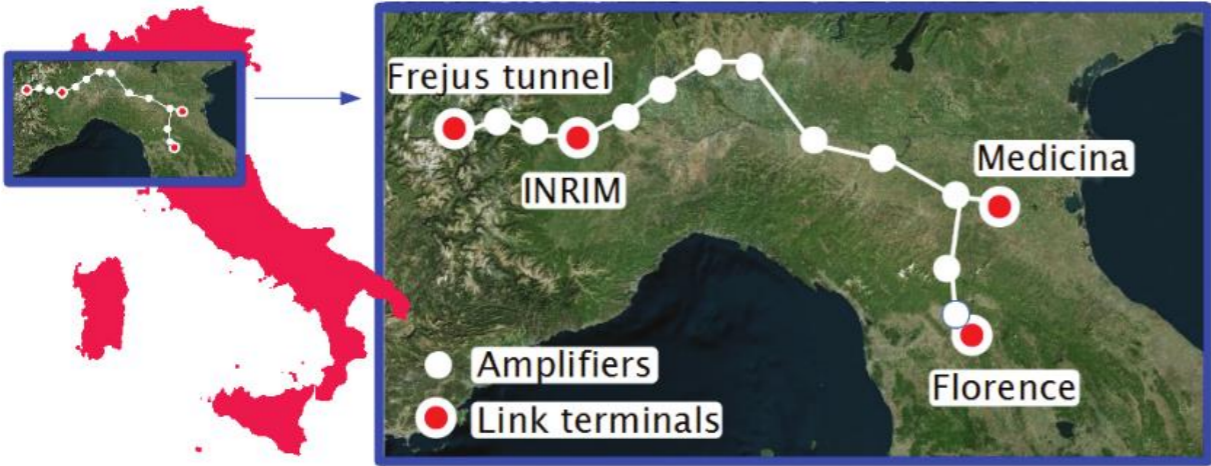 Frejus tunnel
INRIM
Medicina
Florence
Amplifiers
Link terminals